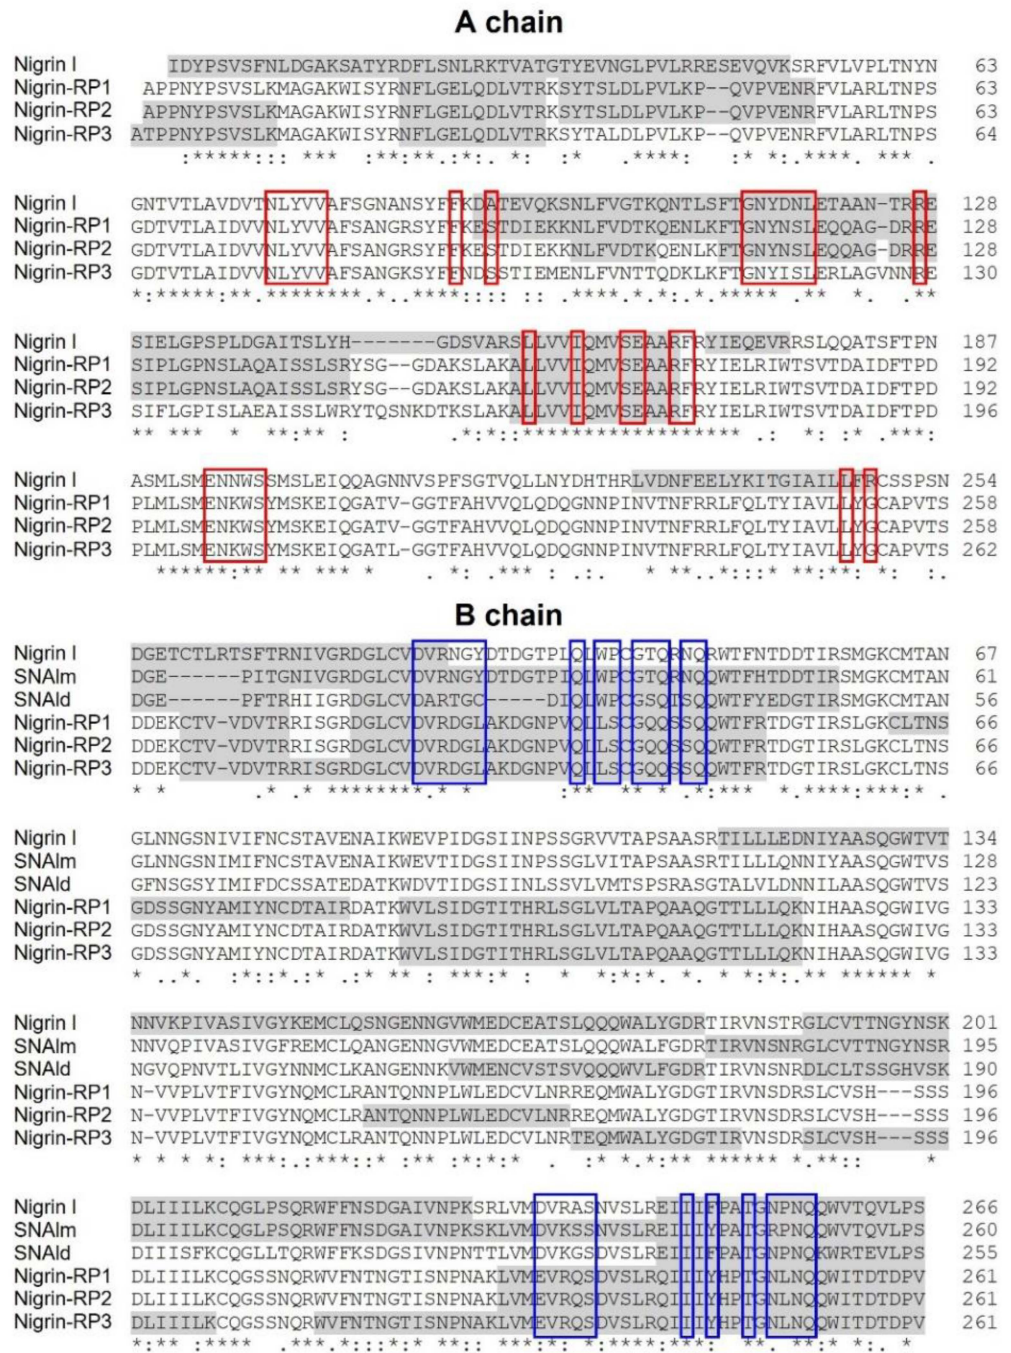 A chain
Nigrin I IDYPSVSFNLDGAKSATYRDFLSNLRKTVATGTYEVNGLPVLRRESEVQVKSRFVLVPLTNYN 63
Nigrin-RP1 APPNYPSVSLKMAGAKWISYRNFLGELQDLVTRKSYTSLDLPVLKP--QVPVENRFVLARLTNPS 63
Nigrin-RP2 APPNYPSVSLKMAGAKWISYRNFLGELQDLVTRKSYTSLDLPVLKP--QVPVENRFVLARLTNPS 63
Nigrin-RP3 ATPPNYPSVSLKMAGAKWISYRNFLGELQDLVTRKSYTALDLPVLKP--QVPVENRFVLARLTNPS 64
Nigrin I GNTVTLAVDVTNLYVVAFSGNANSYFFKDATEVQKSNLFVGTKQNTLSFTGNYDNLETAAN-TRRE 128
Nigrin-RP1 GDTVTLAIDVVNLYVVAFSANGRSYFFKESTDIEKKNLFVDTKQENLKFTGNYNSLEQQAG-DRRE 128
Nigrin-RP2 GDTVTLAIDVVNLYVVAFSANGRSYFFKESTDIEKKNLFVDTKQENLKFTGNYNSLEQQAG-DRRE 128
Nigrin-RP3 GDTVTLAIDVVNLYVVAFSANGKSYFFNDSSTIEMENLFVNTTQDKLKFTGNYISLERLAGVNNRE 130
Nigrin I SIELGPSPLDGAITSLYH-------GDSVARSLLVVIQMVSEAARFRYIEQEVRRSLQQATSFTPN 187
Nigrin-RP1 SIPLGPNSLAQAISSLSRYSG--GDAKSLAKALLVVIQMVSEAARFRYIELRIWTSVTDAIDFTPD 192
Nigrin-RP2 SIPLGPNSLAQAISSLSRYSG--GDAKSLAKALLVVIQMVSEAARFRYIELRIWTSVTDAIDFTPD 192
Nigrin-RP3 SIFLGPISLAEAISSLWRYTQSNKDTKSLAKALLVVIQMVSEAARFRYIELRIWTSVTDAIDFTPD 196
Nigrin I ASMLSMENNWSSMSLEIQQAGNNVSPFSGTVQLLNYDHTHRLVDNFEELYKITGIAILLFRCSSPSN 254
Nigrin-RP1 PLMLSMENKWSYMSKEIQGATV-GGTFAHVVQLQDQGNNPINVTNFRRLFQLTYIAVLLYGCAPVTS 258
Nigrin-RP2 PLMLSMENKWSYMSKEIQGATV-GGTFAHVVQLQDQGNNPINVTNFRRLFQLTYIAVLLYGCAPVTS 258
Nigrin-RP3 PLMLSMENKWSYMSKEIQGATL-GGTFAHVVQLQDQGNNPINVTNFRRLFQLTYIAVLLYGCAPVTS 262
B chain
Nigrin I DGETCTLRTSFTRNIVGRDGLCVDVRNGYDTDGTPLQLWPCGTQRNQRWTFNTDDTIRSMGKCMTAN 67
SNAlm DGE------PITGNIVGRDGLCVDVRNGYDTDGTPIQLWPCGTQRNQQWTFHTDDTIRSMGKCMTAN 61
SNAld DGE------PFTRHIIGRDGLCVDARTGC-----DIQLWPCGSQTSQQWTFYEDGTIRSMGKCMTAN 56
Nigrin-RP1 DDEKCTV-VDVTRRISGRDGLCVDVRDGLAKDGNPVQLLSCGQQSSQQWTFRTDGTIRSLGKCLTNS 66
Nigrin-RP2 DDEKCTV-VDVTRRISGRDGLCVDVRDGLAKDGNPVQLLSCGQQSSQQWTFRTDGTIRSLGKCLTNS 66
Nigrin-RP3 DDEKCTV-VDVTRRISGRDGLCVDVRDGLAKDGNPVQLLSCGQQSSQQWTFRTDGTIRSLGKCLTNS 66
Nigrin I GLNNGSNIVIFNCSTAVENAIKWEVPIDGSIINPSSGRVVTAPSAASRTILLLEDNIYAASQGWTVT 134
SNAlm GLNNGSNIMIFNCSTAVENAIKWEVTIDGSIINPSSGLVITAPSAASRTILLLQNNIYAASQGWTVS 128
SNAld GFNSGSYIMIFDCSSATEDATKWDVTIDGSIINLSSVLVMTSPSRASGTALVLDNNILAASQGWTVS 123
Nigrin-RP1 GDSSGNYAMIYNCDTAIRDATKWVLSIDGTITHRLSGLVLTAPQAAQGTTLLLQKNIHAASQGWIVG 133
Nigrin-RP2 GDSSGNYAMIYNCDTAIRDATKWVLSIDGTITHRLSGLVLTAPQAAQGTTLLLQKNIHAASQGWIVG 133
Nigrin-RP3 GDSSGNYAMIYNCDTAIRDATKWVLSIDGTITHRLSGLVLTAPQAAQGTTLLLQKNIHAASQGWIVG 133
Nigrin I NNVKPIVASIVGYKEMCLQSNGENNGVWMEDCEATSLQQQWALYGDRTIRVNSTRGLCVTTNGYNSK 201
SNAlm NNVQPIVASIVGFREMCLQANGENNGVWMEDCEATSLQQQWALFGDRTIRVNSNRGLCVTTNGYNSR 195
SNAld NGVQPNVTLIVGYNNMCLKANGENNKVWMENCVSTSVQQQWVLFGDRTIRVNSNRDLCLTSSGHVSK 190
Nigrin-RP1 N-VVPLVTFIVGYNQMCLRANTQNNPLWLEDCVLNRREQMWALYGDGTIRVNSDRSLCVSH---SSS 196
Nigrin-RP2 N-VVPLVTFIVGYNQMCLRANTQNNPLWLEDCVLNRREQMWALYGDGTIRVNSDRSLCVSH---SSS 196
Nigrin-RP3 N-VVPLVTFIVGYNQMCLRANTQNNPLWLEDCVLNRTEQMWALYGDGTIRVNSDRSLCVSH---SSS 196
Nigrin I DLIIILKCQGLPSQRWFFNSDGAIVNPKSRLVMDVRASNVSLREIIIFPATGNPNQQWVTQVLPS 266
SNAlm DLIIILKCQGLPSQRWFFNSDGAIVNPKSKLVMDVKSSNVSLREIIIFPATGRPNQQWVTQVLPS 260
SNAld DIIISFKCQGLLTQRWFFKSDGSIVNPNTTLVMDVKGSDVSLREIIIFPATGNPNQKWRTEVLPS 255
Nigrin-RP1 DLIIILKCQGSSNQRWVFNTNGTISNPNAKLVMEVRQSDVSLRQIIIYHPTGNLNQQWITDTDPV 261
Nigrin-RP2 DLIIILKCQGSSNQRWVFNTNGTISNPNAKLVMEVRQSDVSLRQIIIYHPTGNLNQQWITDTDPV 261
Nigrin-RP3 DLIIILKCQGSSNQRWVFNTNGTISNPNAKLVMEVRQSDVSLRQIIIYHPTGNLNQQWITDTDPV 261